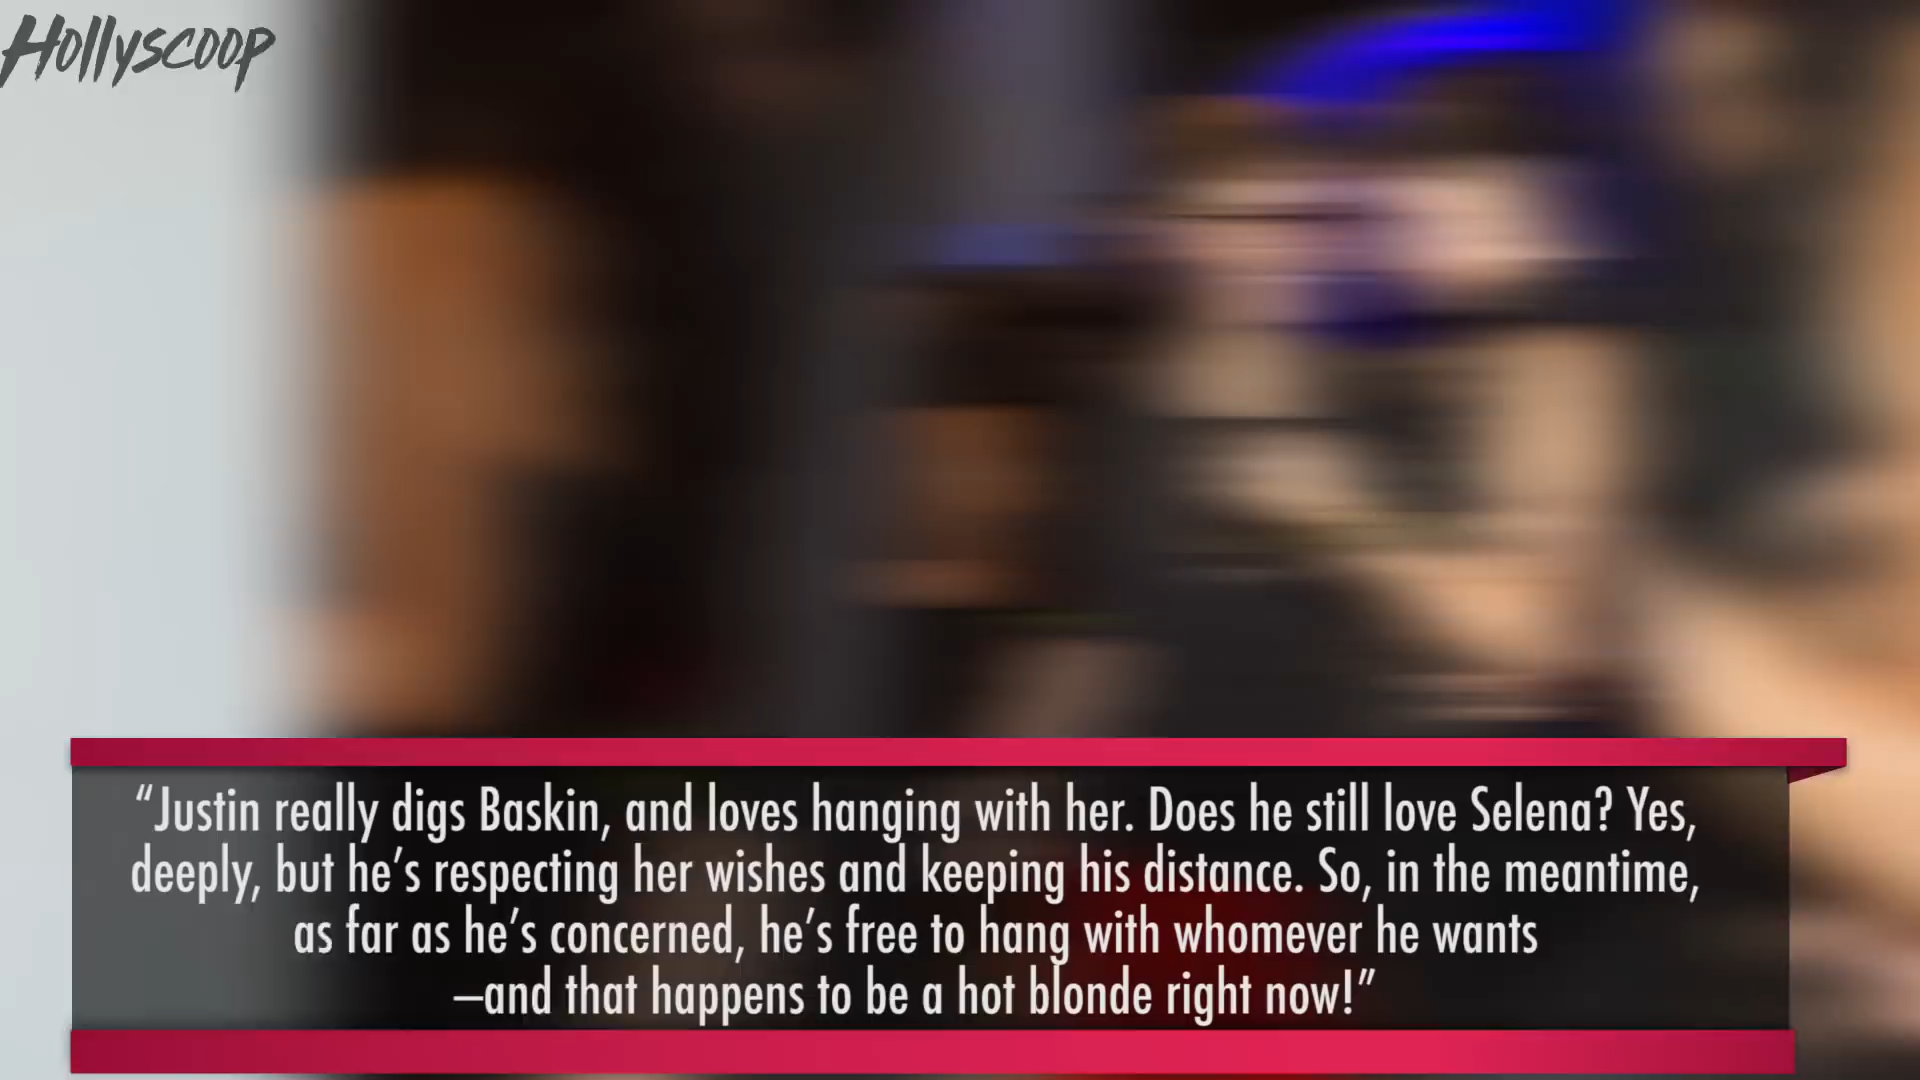 Hollyscoop
“Justin really digs Baskin, and loves hanging with her. Does he still love Selena? Yes,
deeply, but he’s respecting her wishes and keeping his distance. So, in the meantime,
as far as he’s concerned, he’s free to hang with whomever he wants
–and that happens to be a hot blonde right now!”